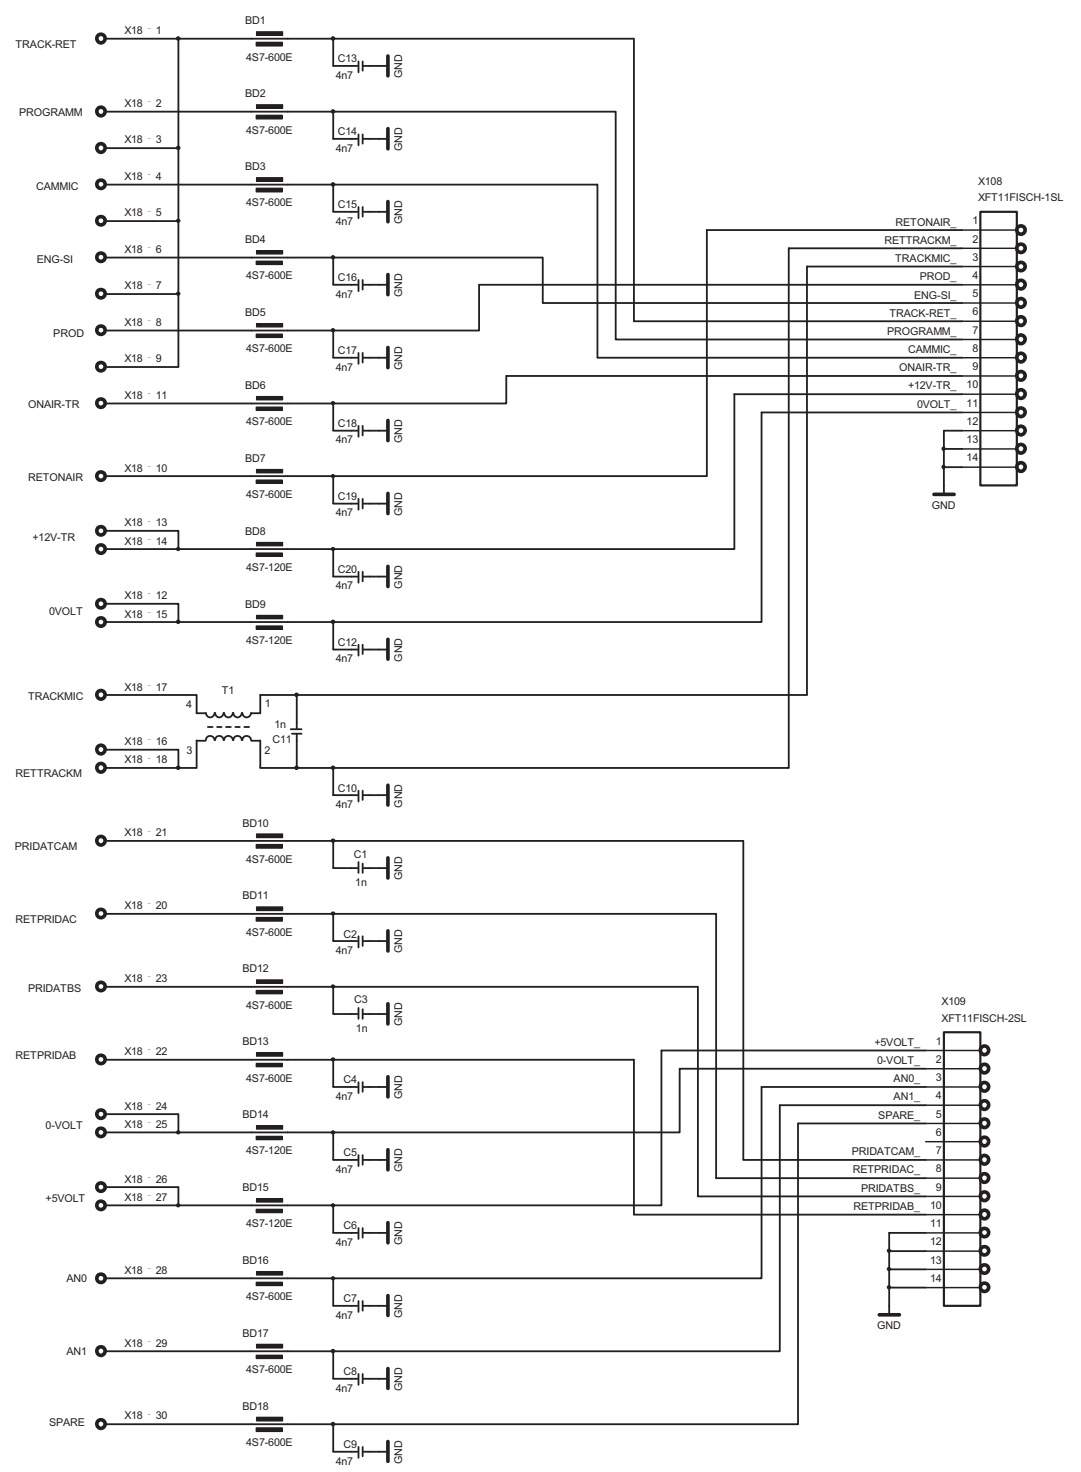 BD1
X18 - 1
TRACK-RET
4S7-600E
C13
4n7
GND
BD2
X18 - 2
PROGRAMM
4S7-600E
C14
4n7
GND
X18 - 3
BD3
X18 - 4
CAMMIC
4S7-600E
C15
4n7
GND
X18 - 5
BD4
X18 - 6
ENG-SI
4S7-600E
C16
4n7
GND
X18 - 7
BD5
X18 - 8
PROD
4S7-600E
C17
4n7
GND
X18 - 9
BD6
X18 - 11
ONAIR-TR
4S7-600E
C18
4n7
GND
BD7
X18 - 10
RETONAIR
4S7-600E
C19
4n7
GND
X18 - 13
+12V-TR
X18 - 14
BD8
4S7-120E
C20
4n7
GND
X18 - 12
0VOLT
X18 - 15
BD9
4S7-120E
C12
4n7
GND
TRACKMIC
X18 - 17
T1
4
1
1n
C11
3
2
X18 - 16
X18 - 18
RETTRACKM
C10
4n7
GND
X108
XFT11FISCH-1SL
RETONAIR_ 1
RETTRACKM_ 2
TRACKMIC_ 3
PROD_ 4
ENG-SI_ 5
TRACK-RET_ 6
PROGRAMM_ 7
CAMMIC_ 8
ONAIR-TR_ 9
+12V-TR_ 10
0VOLT_ 11
12
13
14
GND
BD10
X18 - 21
PRIDATCAM
4S7-600E
C1
1n
GND
BD11
X18 - 20
RETPRIDAC
4S7-600E
C2
4n7
GND
BD12
X18 - 23
PRIDATBS
4S7-600E
C3
1n
GND
BD13
X18 - 22
RETPRIDAB
4S7-600E
C4
4n7
GND
X18 - 24
0-VOLT
X18 - 25
BD14
4S7-120E
C5
4n7
GND
X18 - 26
+5VOLT
X18 - 27
BD15
4S7-120E
C6
4n7
GND
BD16
X18 - 28
AN0
4S7-600E
C7
4n7
GND
BD17
X18 - 29
AN1
4S7-600E
C8
4n7
GND
BD18
X18 - 30
SPARE
4S7-600E
C9
4n7
GND
X109
XFT11FISCH-2SL
+5VOLT_ 1
0-VOLT_ 2
AN0_ 3
AN1_ 4
SPARE_ 5
6
PRIDATCAM_ 7
RETPRIDAC_ 8
PRIDATBS_ 9
RETPRIDAB_ 10
11
12
13
14
GND